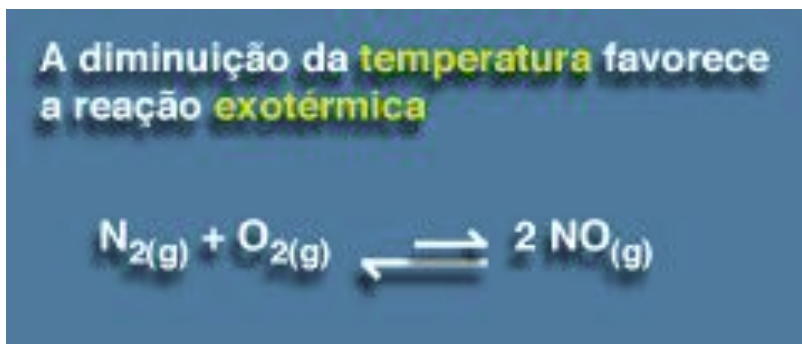 A diminuição da temperatura favorece
a reação exotérmica
N2(g) + O2(g) ⇌ 2 NO(g)